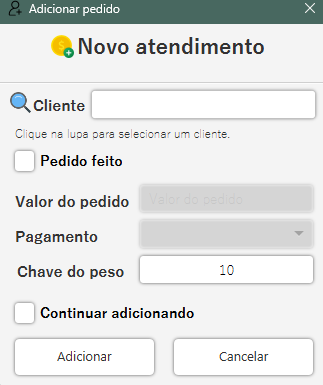 Adicionar pedido
Novo atendimento
Cliente
Clique na lupa para selecionar um cliente.
Pedido feito
Valor do pedido Valor do pedido
Pagamento
Chave do peso 10
Continuar adicionando
Adicionar Cancelar